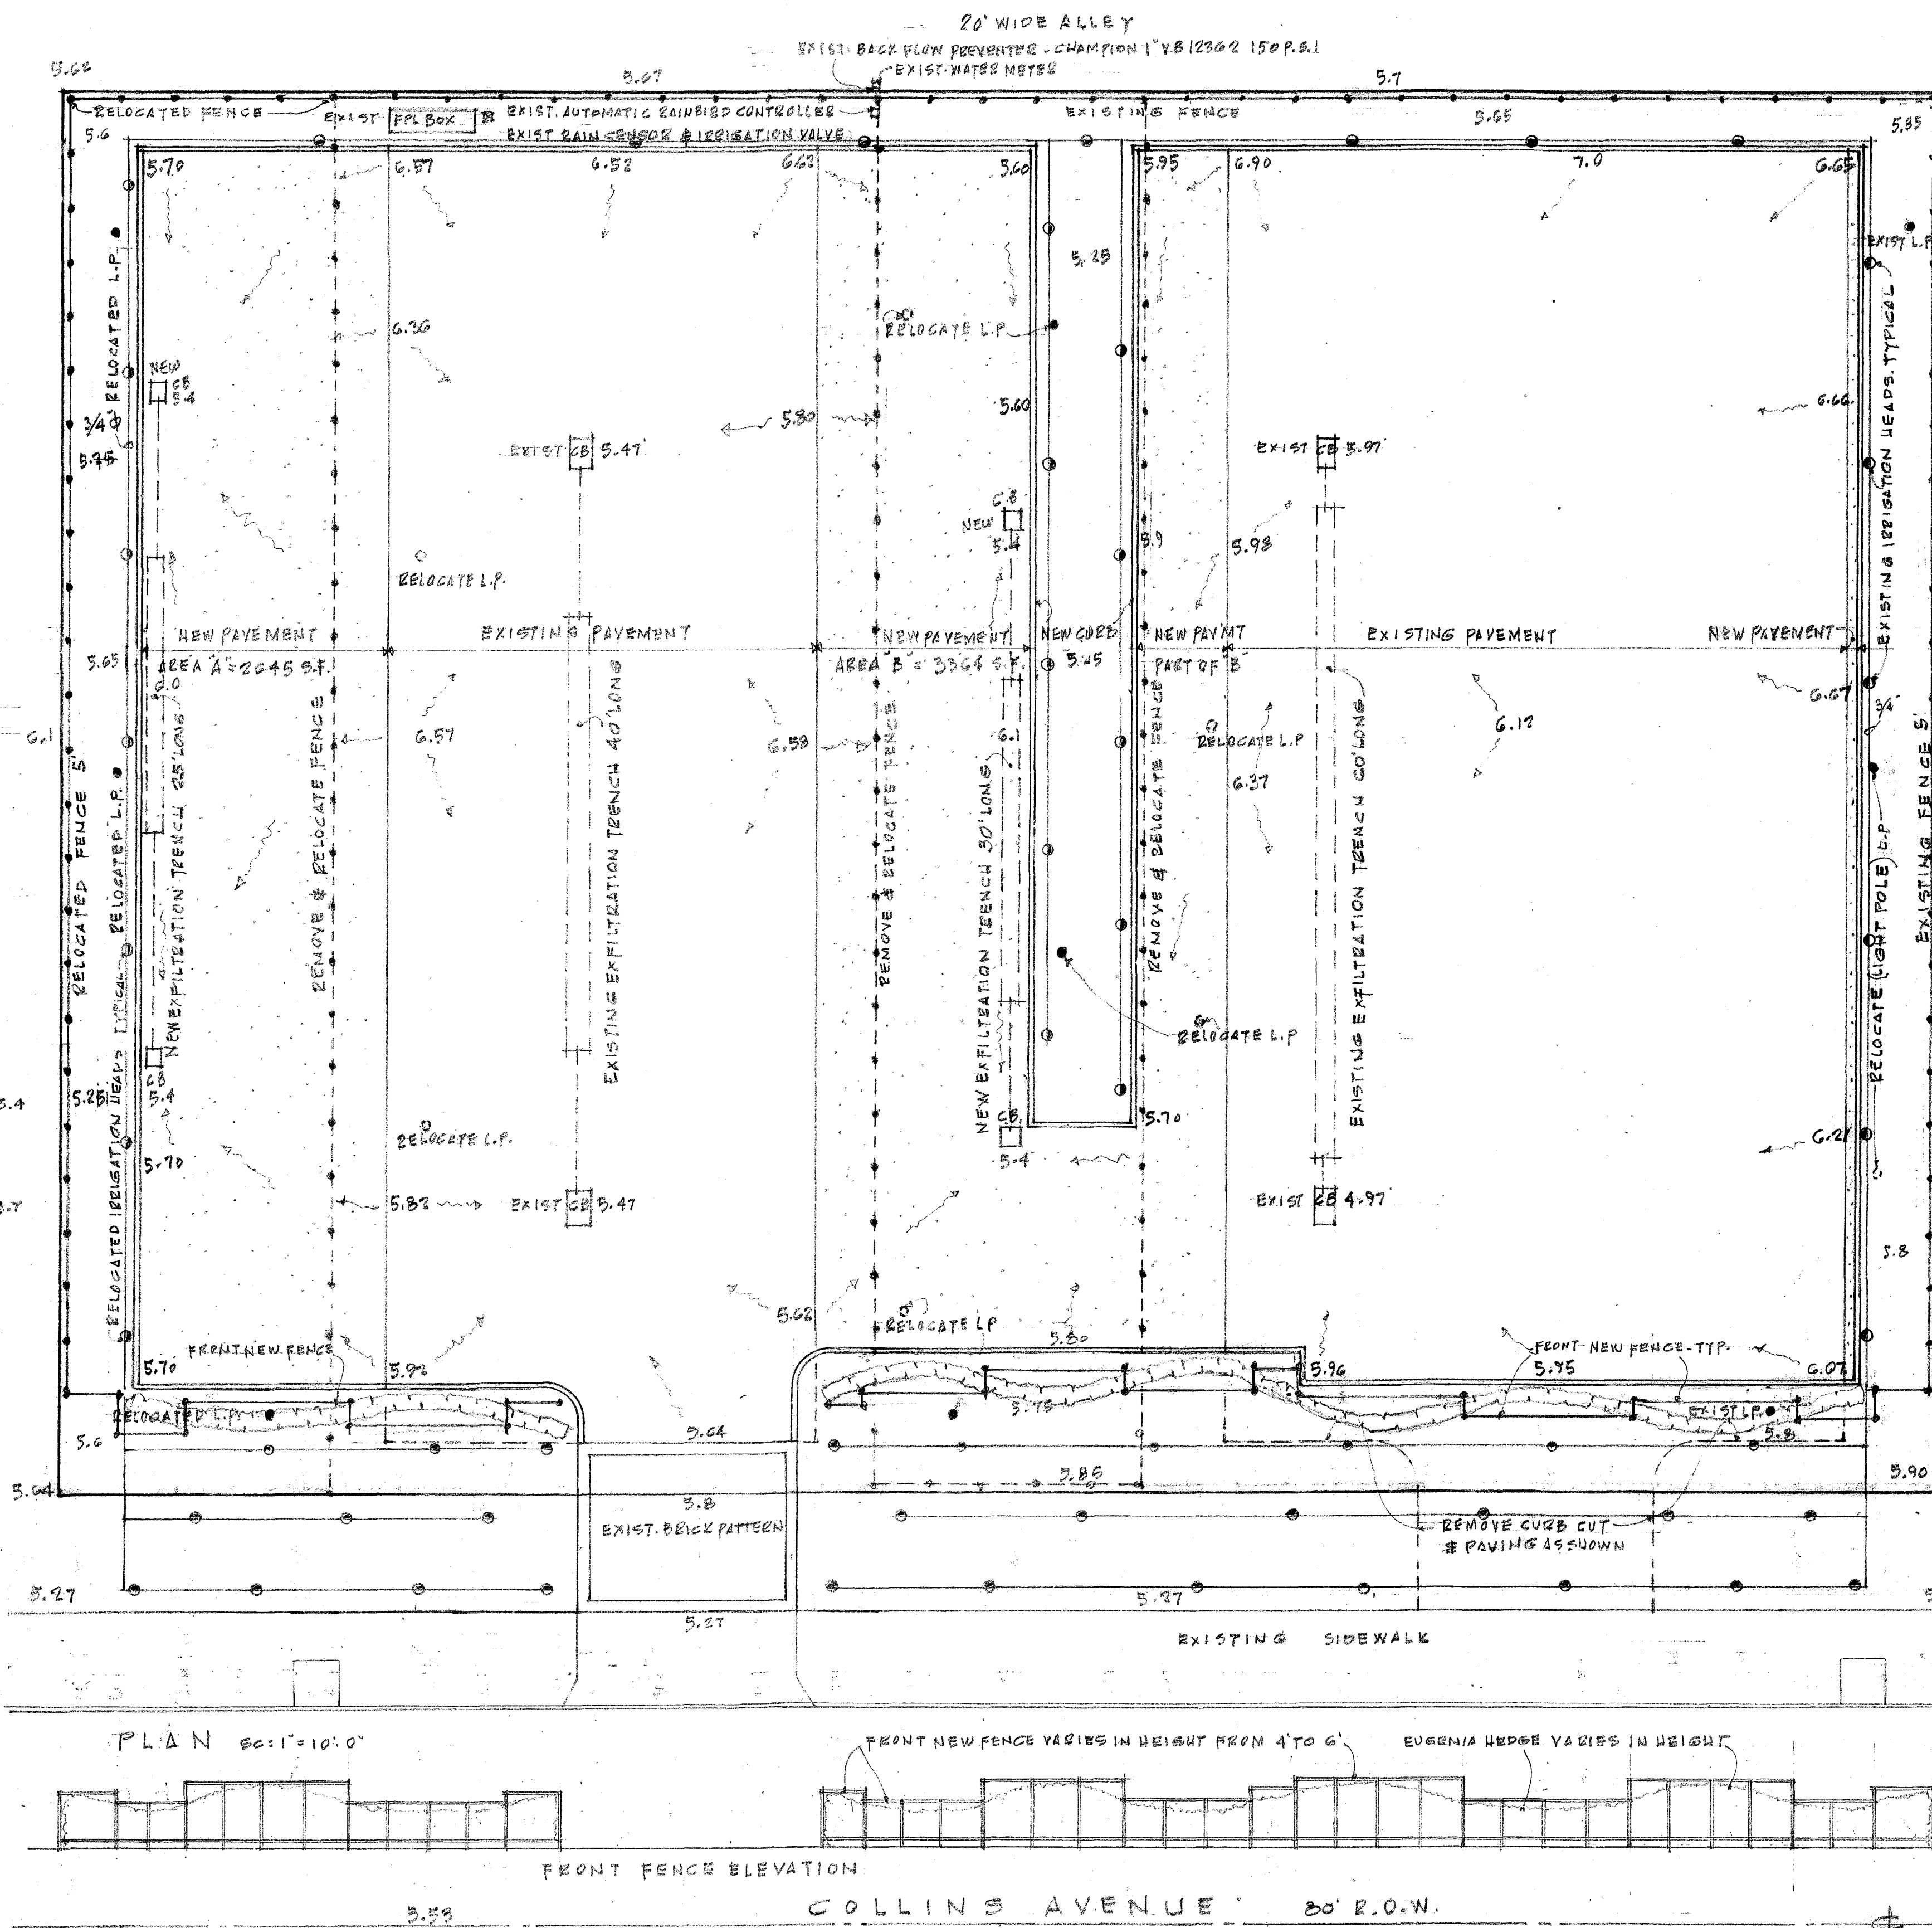 20' WIDE ALLEY
EXIST. BACK FLOW PREVENTER - CHAMPION 1" V.B 12362 150 P.S.I
EXIST. WATER METER
5.62
5.67
5.7
RELOCATED FENCE
EXIST FPL BOX
EXIST. AUTOMATIC RAINBIRD CONTROLLER
EXISTING FENCE
5.65
5.85
5.6
EXIST RAIN SENSOR & IRRIGATION VALVE
5.70
6.57
6.52
6.62
5.60
5.95
6.90
7.0
6.65
EXIST L.P
5.25
RELOCATED L.P.
6.36
RELOCATE L.P
EXISTING IRRIGATION HEADS. TYPICAL
NEW
CB
5.4
3/4 φ
5.60
6.66
5.80
5.25
EXIST CB 5.47'
EXIST CB 5.97'
C.B
NEW
5.4
5.9
5.98
RELOCATE L.P.
NEW PAVEMENT
EXISTING PAVEMENT
NEW PAVEMENT
NEW CURB
NEW PAV'MT
EXISTING PAVEMENT
NEW PAVEMENT
5.65
AREA "A" = 2645 S.F.
AREA "B" = 3364 S.F.
5.45
PART OF "B"
6.0
6.67
3/4
6.1
6.57
6.58
6.1
RELOCATE L.P
6.12
6.37
RELOCATED FENCE 5'
RELOCATED L.P.
NEW EXFILTRATION TRENCH 25' LONG
REMOVE & RELOCATE FENCE
EXISTING EXFILTRATION TRENCH 40' LONG
REMOVE & RELOCATE FENCE
NEW EXFILTRATION TRENCH 30' LONG
REMOVE & RELOCATE FENCE
EXISTING EXFILTRATION TRENCH 60' LONG
RELOCATE (LIGHT POLE) L.P
EXISTING FENCE 5'
RELOCATED IRRIGATION HEADS TYPICAL
RELOCATE L.P
5.4
5.25
C.B
5.4
C.B.
5.70
RELOCATE L.P.
5.4
6.21
5.70
5.82
EXIST CB 5.47
EXIST CB 4.97'
5.8
5.62
RELOCATE L.P
5.80
FRONT NEW FENCE
FRONT NEW FENCE-TYP.
5.70
5.92
5.96
5.75
6.07
RELOCATED L.P.
5.75
EXIST L.P.
5.6
5.64
5.8
5.64
5.85
5.90
5.8
EXIST. BRICK PATTERN
REMOVE CURB CUT
& PAVING AS SHOWN
5.27
5.27
5.27
EXISTING SIDEWALK
PLAN SC: 1"=10'.0"
FRONT NEW FENCE VARIES IN HEIGHT FROM 4' TO 6'
EUGENIA HEDGE VARIES IN HEIGHT
FRONT FENCE ELEVATION
COLLINS AVENUE 80' R.O.W.
5.53